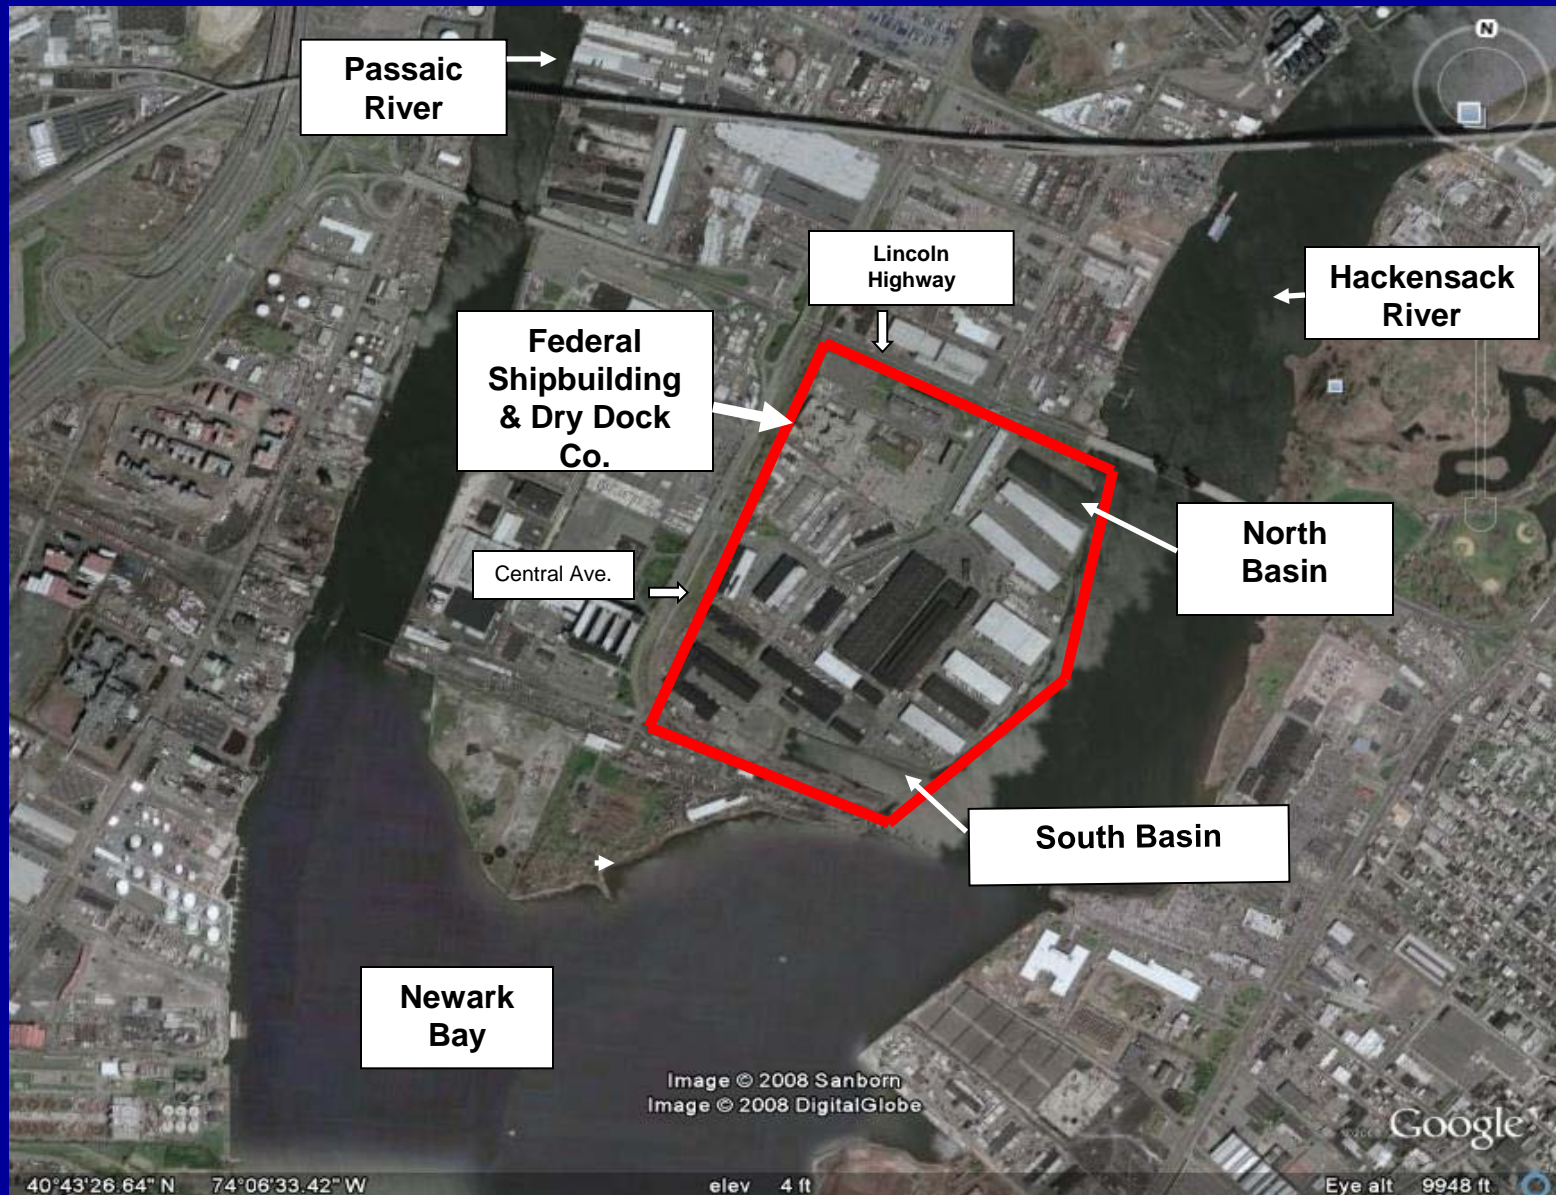 N
Passaic
River
Lincoln
Highway
Hackensack
River
Federal
Shipbuilding
& Dry Dock
Co.
North
Basin
Central Ave.
South Basin
Newark
Bay
Image © 2008 Sanborn
Image © 2008 DigitalGlobe
Google
40°43'26.64" N 74°06'33.42" W elev 4 ft Eye alt 9948 ft